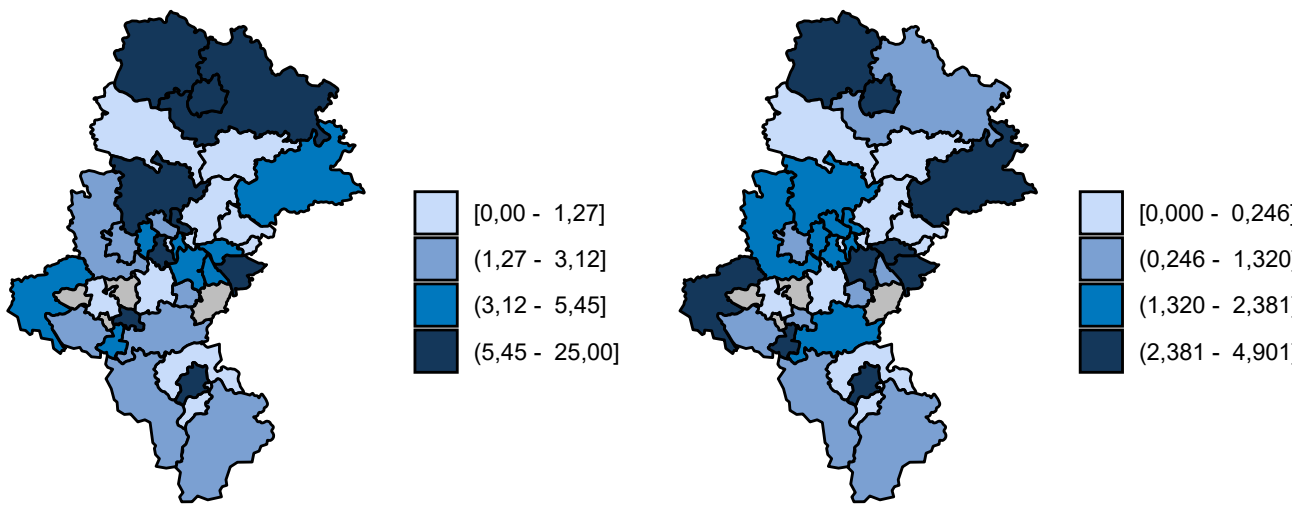 [0,00 - 1,27]
(1,27 - 3,12]
(3,12 - 5,45]
(5,45 - 25,00]
[0,000 - 0,246]
(0,246 - 1,320]
(1,320 - 2,381]
(2,381 - 4,901]